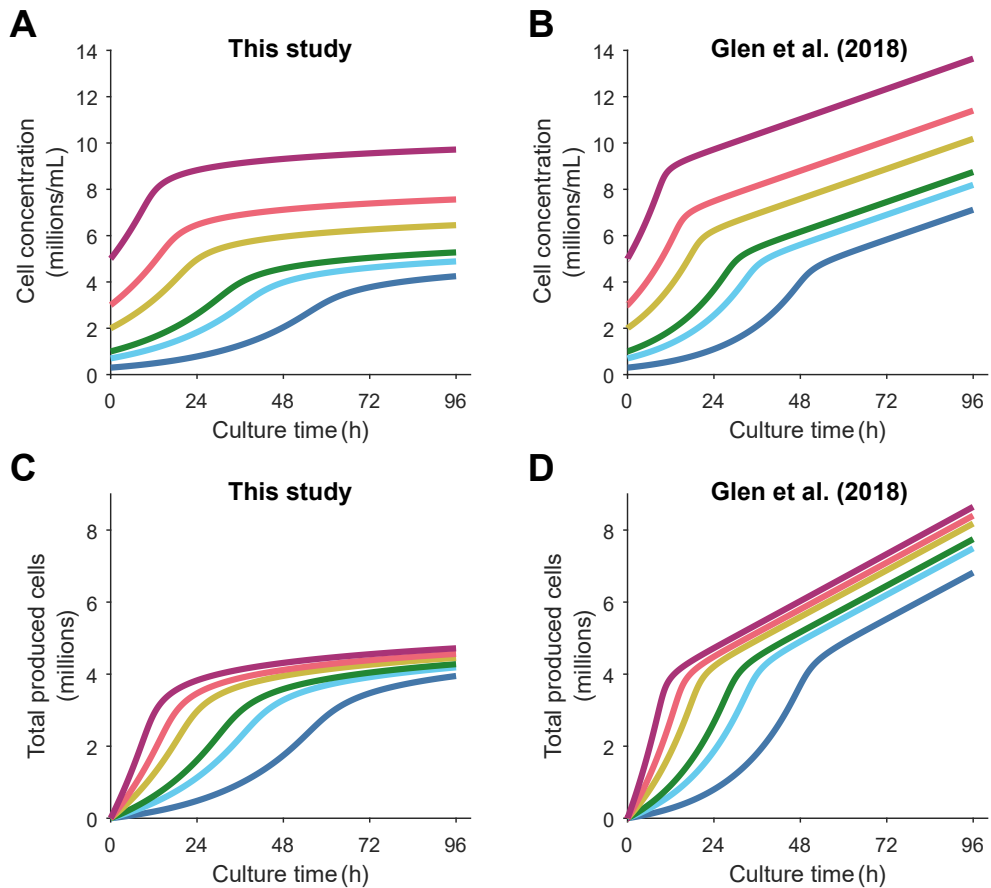 A
This study
14
12
10
8
6
4
2
0
Cell concentration
(millions/mL)
0 24 48 72 96
Culture time (h)
B
Glen et al. (2018)
14
12
10
8
6
4
2
0
Cell concentration
(millions/mL)
0 24 48 72 96
Culture time (h)
C
This study
8
6
4
2
0
Total produced cells
(millions)
0 24 48 72 96
Culture time (h)
D
Glen et al. (2018)
8
6
4
2
0
Total produced cells
(millions)
0 24 48 72 96
Culture time (h)